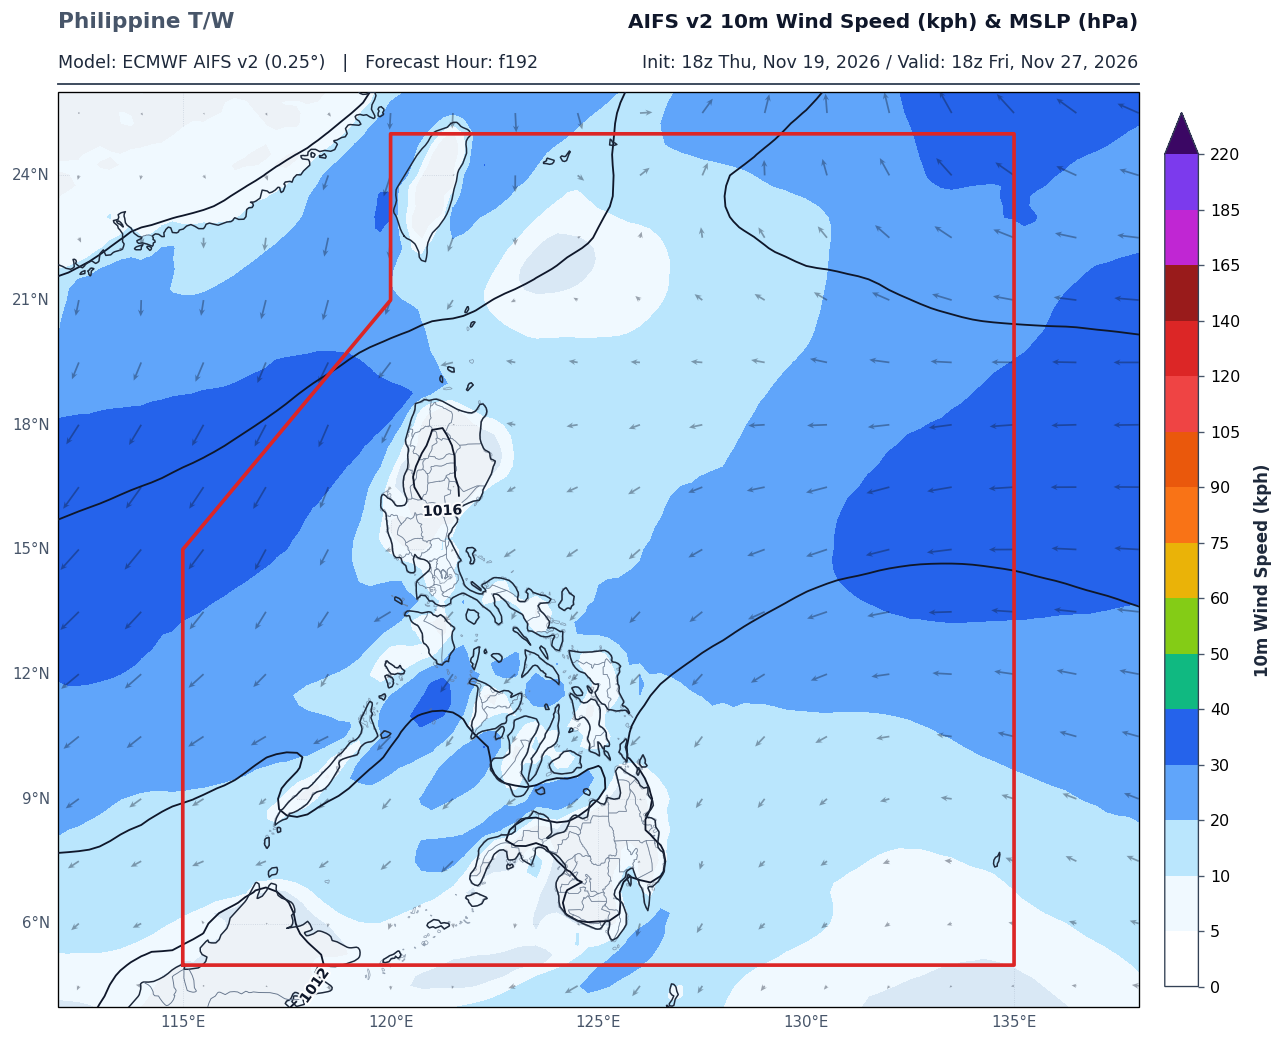 Philippine T/W
AIFS v2 10m Wind Speed (kph) & MSLP (hPa)
Model: ECMWF AIFS v2 (0.25°) | Forecast Hour: f192
Init: 18z Thu, Nov 19, 2026 / Valid: 18z Fri, Nov 27, 2026
24°N
21°N
18°N
15°N
12°N
9°N
6°N
1016
1012
115°E
120°E
125°E
130°E
135°E
220
185
165
140
120
105
90
75
60
50
40
30
20
10
5
0
10m Wind Speed (kph)